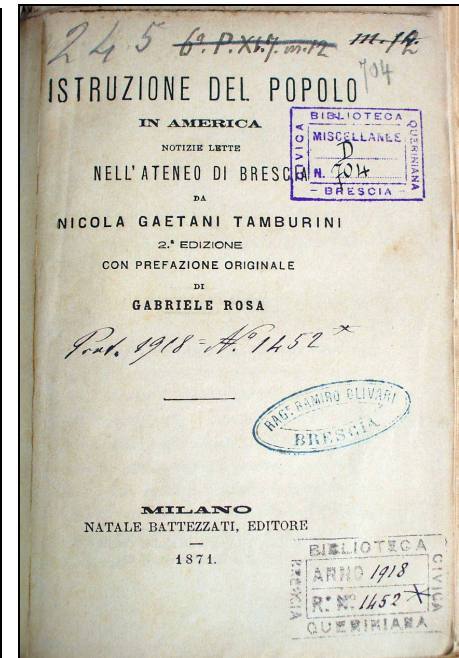 245 6ª. P. XI. 7. m. 12 m. 12
704
ISTRUZIONE DEL POPOLO
IN AMERICA
NOTIZIE LETTE
NELL'ATENEO DI BRESCIA
BIBLIOTECA
CIVICA
QUERINIANA
MISCELLANEE
D
N. 704
- BRESCIA -
DA
NICOLA GAETANI TAMBURINI
2.ª EDIZIONE
CON PREFAZIONE ORIGINALE
DI
GABRIELE ROSA
1918 = Nº. 1452
RAG. RAMIRO OLIVARI
BRESCIA
MILANO
NATALE BATTEZZATI, EDITORE
1871.
BIBLIOTECA
CIVICA
BRESCIA
ANNO 1918
R.º N.º 1452
QUERINIANA